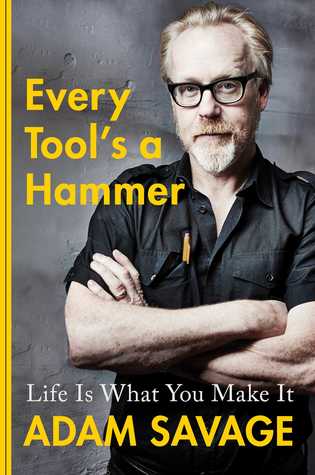 Every
Tool's a
Hammer
Life Is What You Make It
ADAM SAVAGE